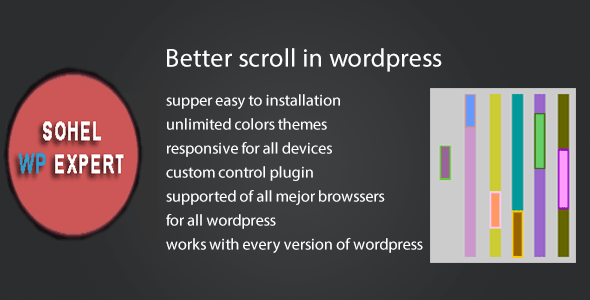 Better scroll in wordpress
SOHEL
WP EXPERT
supper easy to installation
unlimited colors themes
responsive for all devices
custom control plugin
supported of all mejor browssers
for all wordpress
works with every version of wordpress